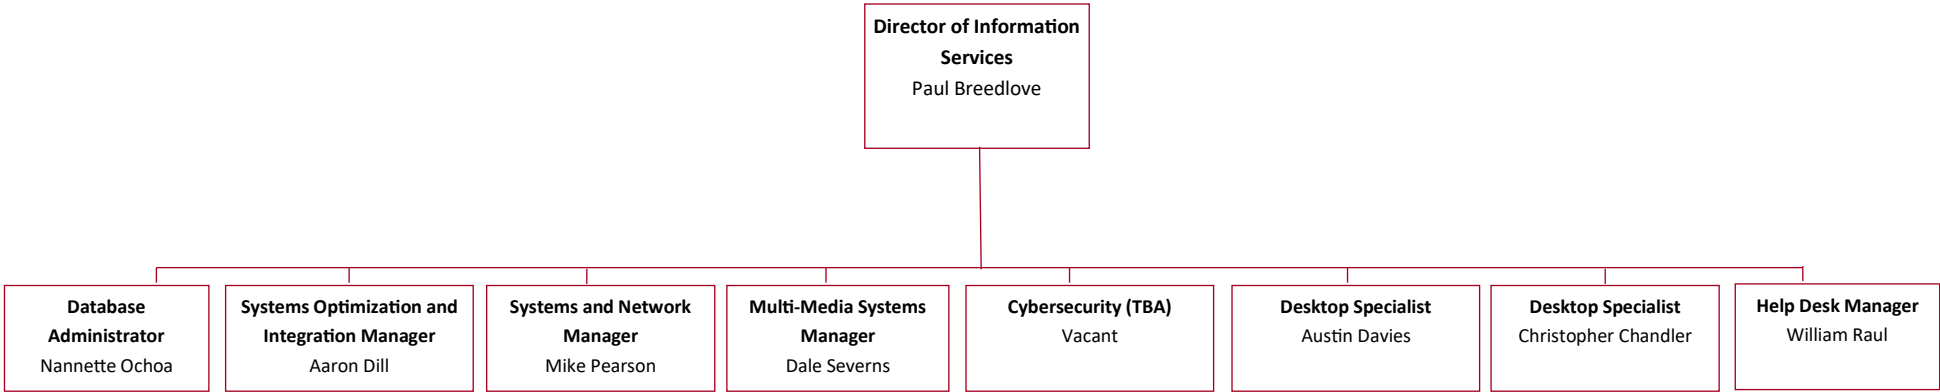 Director of Information
Services
Paul Breedlove
Database
Administrator
Nannette Ochoa
Systems Optimization and
Integration Manager
Aaron Dill
Systems and Network
Manager
Mike Pearson
Multi-Media Systems
Manager
Dale Severns
Cybersecurity (TBA)
Vacant
Desktop Specialist
Austin Davies
Desktop Specialist
Christopher Chandler
Help Desk Manager
William Raul